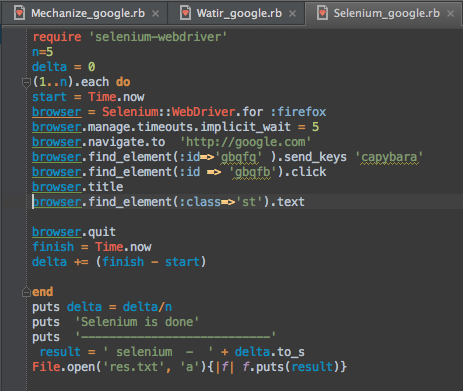 Mechanize_google.rb × Watir_google.rb × Selenium_google.rb ×
require 'selenium-webdriver'
n=5
delta = 0
(1..n).each do
start = Time.now
browser = Selenium::WebDriver.for :firefox
browser.manage.timeouts.implicit_wait = 5
browser.navigate.to  'http://google.com'
browser.find_element(:id=>'gbqfq' ).send_keys 'capybara'
browser.find_element(:id => 'gbqfb').click
browser.title
browser.find_element(:class=>'st').text
browser.quit
finish = Time.now
delta += (finish - start)
end
puts delta = delta/n
puts  'Selenium is done'
puts  '---------------------------'
result = ' selenium  -  ' + delta.to_s
File.open('res.txt', 'a'){|f| f.puts(result)}